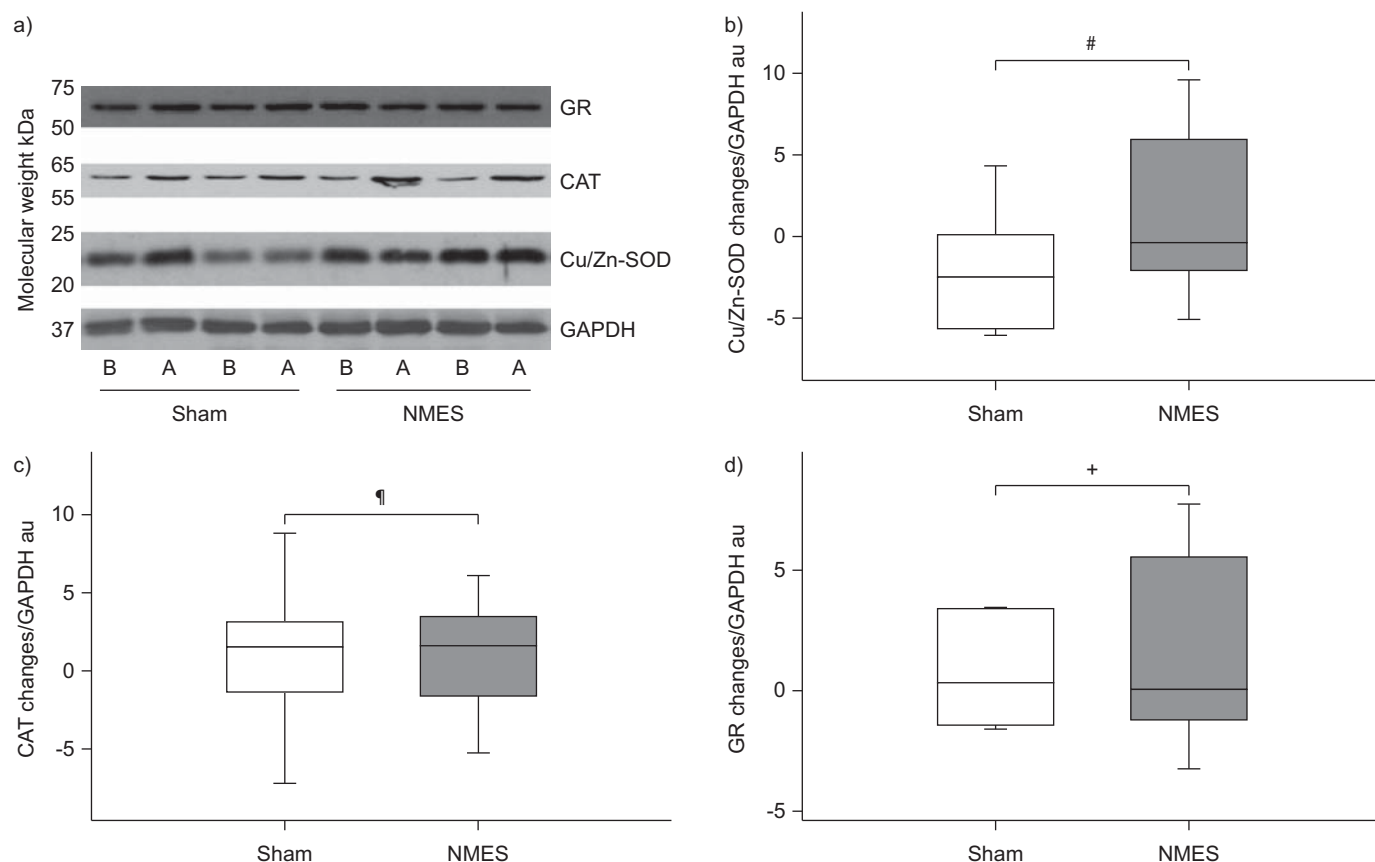 a)
Molecular weight kDa
75
50
65
55
25
20
37
GR
CAT
Cu/Zn-SOD
GAPDH
B A B A B A B A
Sham NMES
b)
Cu/Zn-SOD changes/GAPDH au
10
5
0
-5
#
Sham NMES
c)
CAT changes/GAPDH au
10
5
0
-5
¶
Sham NMES
d)
GR changes/GAPDH au
5
0
-5
+
Sham NMES